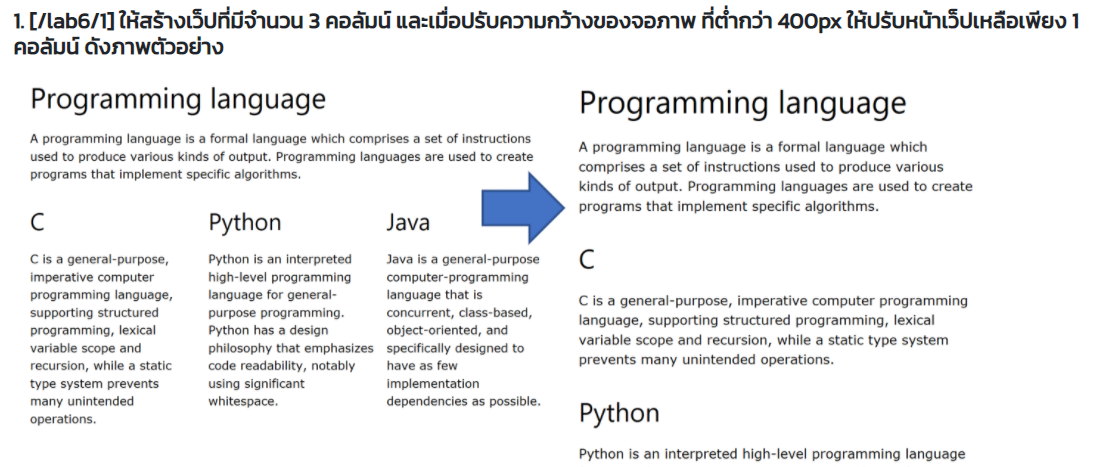 1. [/lab6/1] ให้สร้างเว็ปที่มีจำนวน 3 คอลัมน์ และเมื่อปรับความกว้างของจอภาพ ที่ต่ำกว่า 400px ให้ปรับหน้าเว็ปเหลือเพียง 1
คอลัมน์ ดังภาพตัวอย่าง
Programming language
A programming language is a formal language which comprises a set of instructions
used to produce various kinds of output. Programming languages are used to create
programs that implement specific algorithms.
C
C is a general-purpose,
imperative computer
programming language,
supporting structured
programming, lexical
variable scope and
recursion, while a static
type system prevents
many unintended
operations.
Python
Python is an interpreted
high-level programming
language for general-
purpose programming.
Python has a design
philosophy that emphasizes
code readability, notably
using significant
whitespace.
Java
Java is a general-purpose
computer-programming
language that is
concurrent, class-based,
object-oriented, and
specifically designed to
have as few
implementation
dependencies as possible.
Programming language
A programming language is a formal language which
comprises a set of instructions used to produce various
kinds of output. Programming languages are used to create
programs that implement specific algorithms.
C
C is a general-purpose, imperative computer programming
language, supporting structured programming, lexical
variable scope and recursion, while a static type system
prevents many unintended operations.
Python
Python is an interpreted high-level programming language